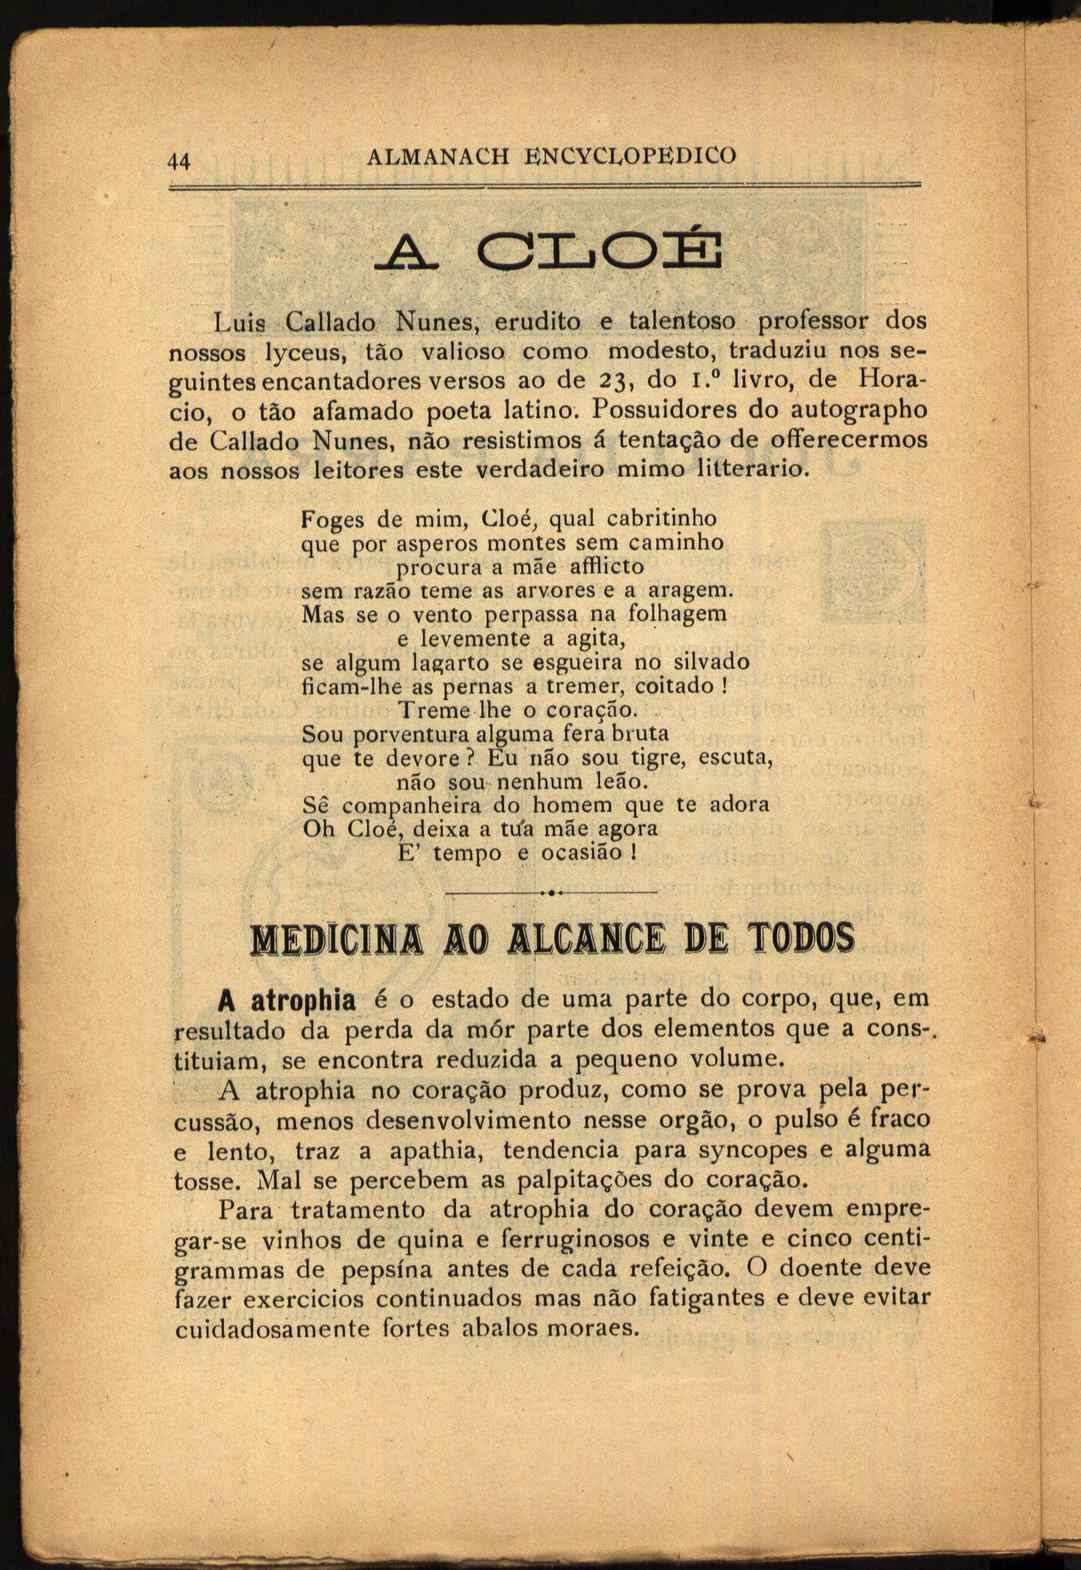 44
ALMANACH ENCYCLOPEDICO
A CLOÉ
Luis Callado Nunes, erudito e talentoso professor dos
nossos lyceus, tão valioso como modesto, traduziu nos se-
guintes encantadores versos ao de 23, do 1.º livro, de Hora-
cio, o tão afamado poeta latino. Possuidores do autographo
de Callado Nunes, não resistimos á tentação de offerecermos
aos nossos leitores este verdadeiro mimo litterario.
Foges de mim, Cloé, qual cabritinho
que por asperos montes sem caminho
procura a mãe afflicto
sem razão teme as arvores e a aragem.
Mas se o vento perpassa na folhagem
e levemente a agita,
se algum lagarto se esgueira no silvado
ficam-lhe as pernas a tremer, coitado !
Treme lhe o coração.
Sou porventura alguma fera bruta
que te devore ? Eu não sou tigre, escuta,
não sou nenhum leão.
Sê companheira do homem que te adora
Oh Cloé, deixa a tua mãe agora
E' tempo e ocasião !
MEDICINA AO ALCANCE DE TODOS
A atrophia é o estado de uma parte do corpo, que, em
resultado da perda da mór parte dos elementos que a cons-
tituiam, se encontra reduzida a pequeno volume.
A atrophia no coração produz, como se prova pela per-
cussão, menos desenvolvimento nesse orgão, o pulso é fraco
e lento, traz a apathia, tendencia para syncopes e alguma
tosse. Mal se percebem as palpitações do coração.
Para tratamento da atrophia do coração devem empre-
gar-se vinhos de quina e ferruginosos e vinte e cinco centi-
grammas de pepsína antes de cada refeição. O doente deve
fazer exercicios continuados mas não fatigantes e deve evitar
cuidadosamente fortes abalos moraes.